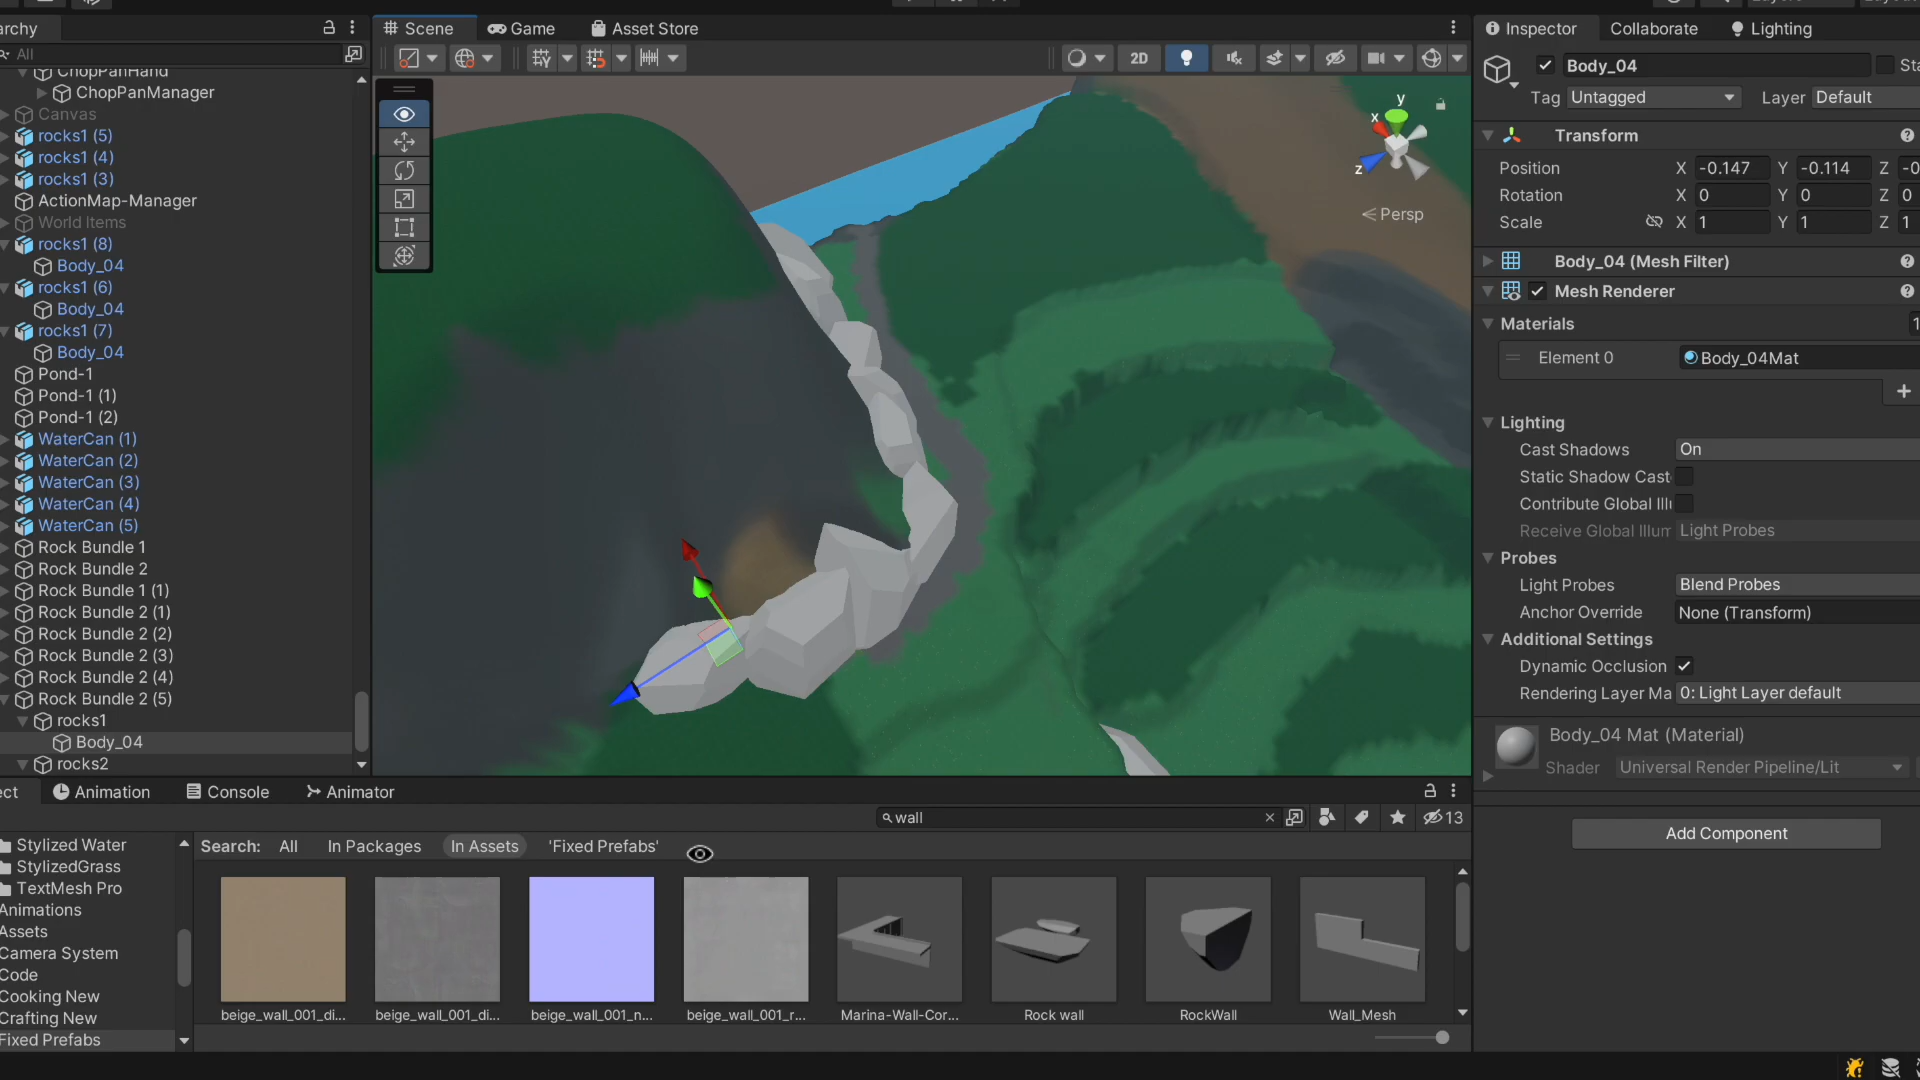 archy
Scene
Game
Asset Store
Inspector
Collaborate
Lighting
All
2D
Body_04
Sta
Tag
Untagged
Layer
Default
ChopPanHand
ChopPanManager
Canvas
rocks1 (5)
rocks1 (4)
rocks1 (3)
ActionMap-Manager
World Items
rocks1 (8)
Body_04
rocks1 (6)
Body_04
rocks1 (7)
Body_04
Pond-1
Pond-1 (1)
Pond-1 (2)
WaterCan (1)
WaterCan (2)
WaterCan (3)
WaterCan (4)
WaterCan (5)
Rock Bundle 1
Rock Bundle 2
Rock Bundle 1 (1)
Rock Bundle 2 (1)
Rock Bundle 2 (2)
Rock Bundle 2 (3)
Rock Bundle 2 (4)
Rock Bundle 2 (5)
rocks1
Body_04
rocks2
y
x
z
Persp
Transform
Position X -0.147 Y -0.114 Z -0
Rotation X 0 Y 0 Z 0
Scale X 1 Y 1 Z 1
Body_04 (Mesh Filter)
Mesh Renderer
Materials 1
Element 0 Body_04Mat
Lighting
Cast Shadows On
Static Shadow Cast
Contribute Global Illu
Receive Global Illum Light Probes
Probes
Light Probes Blend Probes
Anchor Override None (Transform)
Additional Settings
Dynamic Occlusion
Rendering Layer Ma 0: Light Layer default
Body_04 Mat (Material)
Shader Universal Render Pipeline/Lit
Add Component
ect
Animation
Console
Animator
wall
13
Search: All In Packages In Assets 'Fixed Prefabs'
Stylized Water
StylizedGrass
TextMesh Pro
Animations
Assets
Camera System
Code
Cooking New
Crafting New
Fixed Prefabs
beige_wall_001_di...
beige_wall_001_di...
beige_wall_001_n...
beige_wall_001_r...
Marina-Wall-Cor...
Rock wall
RockWall
Wall_Mesh